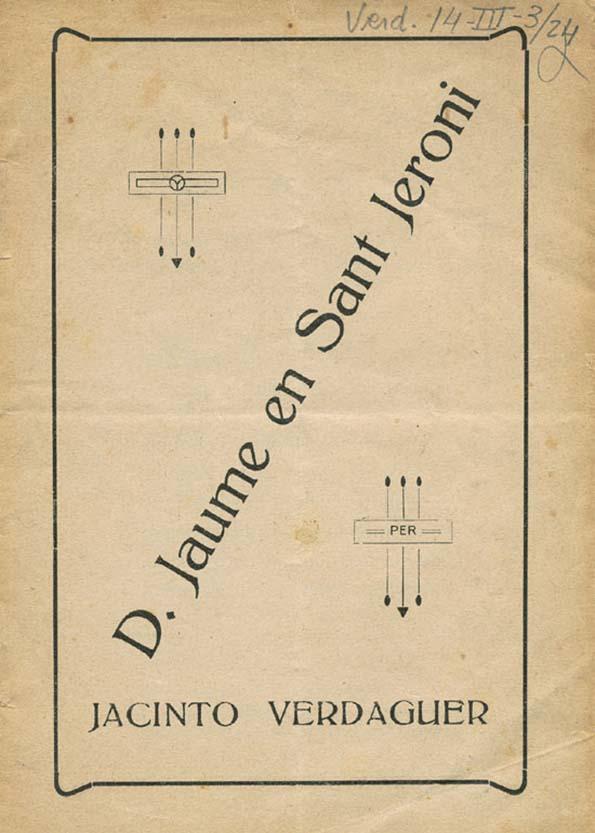 Verd. 14-III-3/24
D. Jaume en Sant Jeroni
PER
JACINTO VERDAGUER